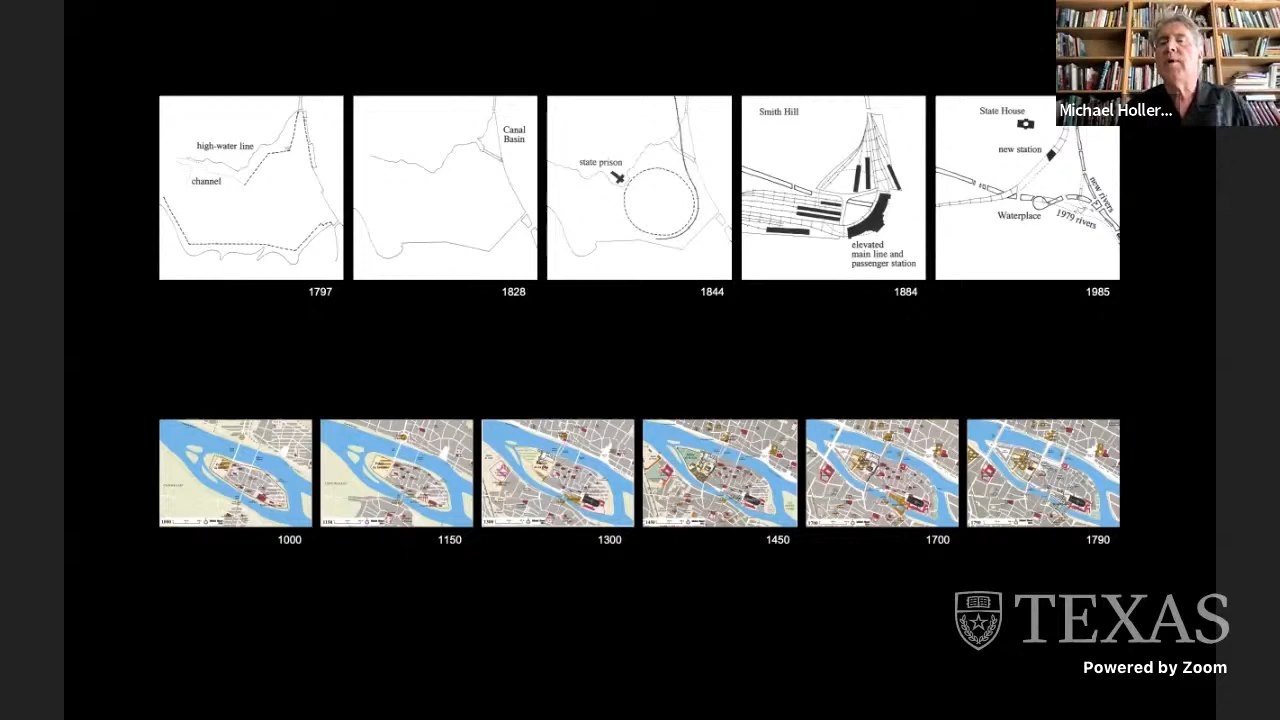 Michael Holler...
high-water line
channel
1797
Canal
Basin
1828
state prison
1844
Smith Hill
elevated
main line and
passenger station
1884
State House
new station
new rivers
Waterplace
1979 rivers
1985
1000
1150
1300
1450
1700
1790
TEXAS
Powered by Zoom